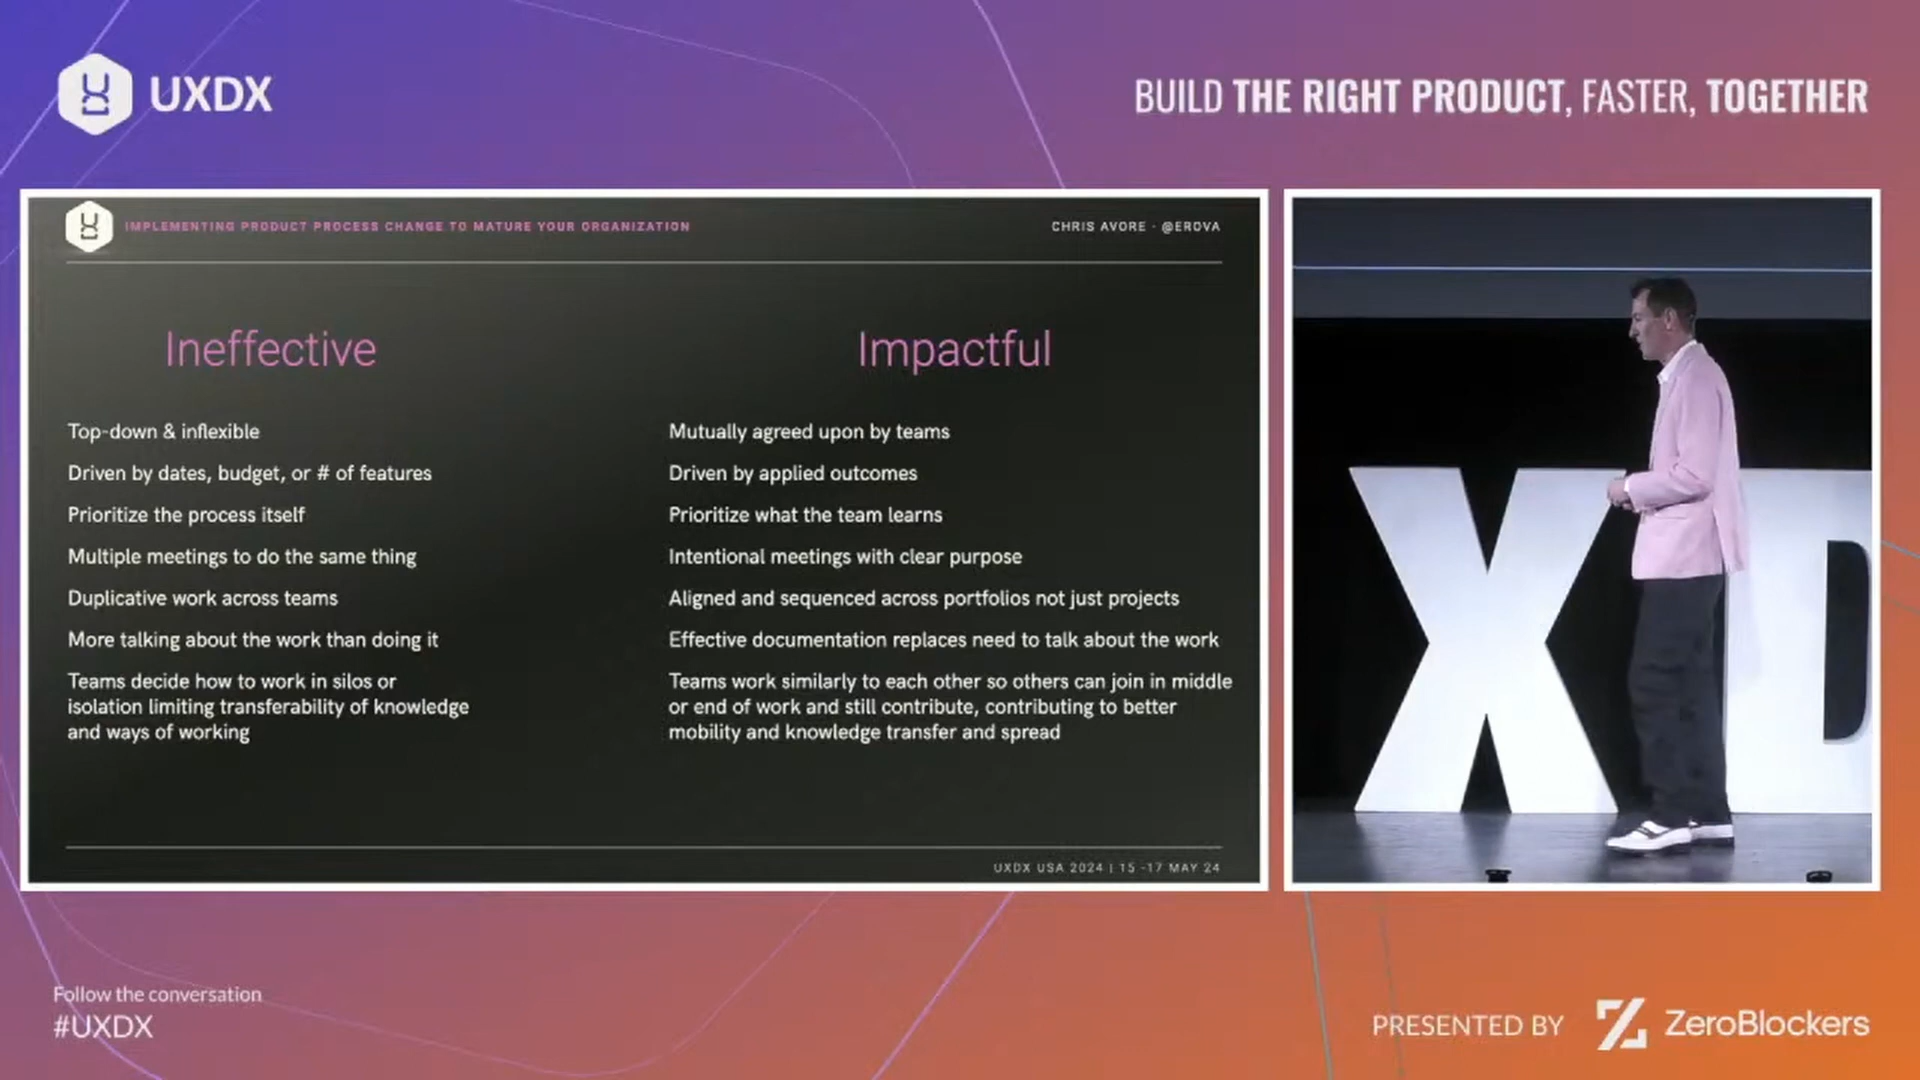 UXDX
BUILD THE RIGHT PRODUCT, FASTER, TOGETHER
IMPLEMENTING PRODUCT PROCESS CHANGE TO MATURE YOUR ORGANIZATION
CHRIS AVORE · @EROVA
Ineffective
Top-down & inflexible
Driven by dates, budget, or # of features
Prioritize the process itself
Multiple meetings to do the same thing
Duplicative work across teams
More talking about the work than doing it
Teams decide how to work in silos or
isolation limiting transferability of knowledge
and ways of working
Impactful
Mutually agreed upon by teams
Driven by applied outcomes
Prioritize what the team learns
Intentional meetings with clear purpose
Aligned and sequenced across portfolios not just projects
Effective documentation replaces need to talk about the work
Teams work similarly to each other so others can join in middle
or end of work and still contribute, contributing to better
mobility and knowledge transfer and spread
UXDX USA 2024 | 15 -17 MAY 24
XD
Follow the conversation
#UXDX
PRESENTED BY
ZeroBlockers